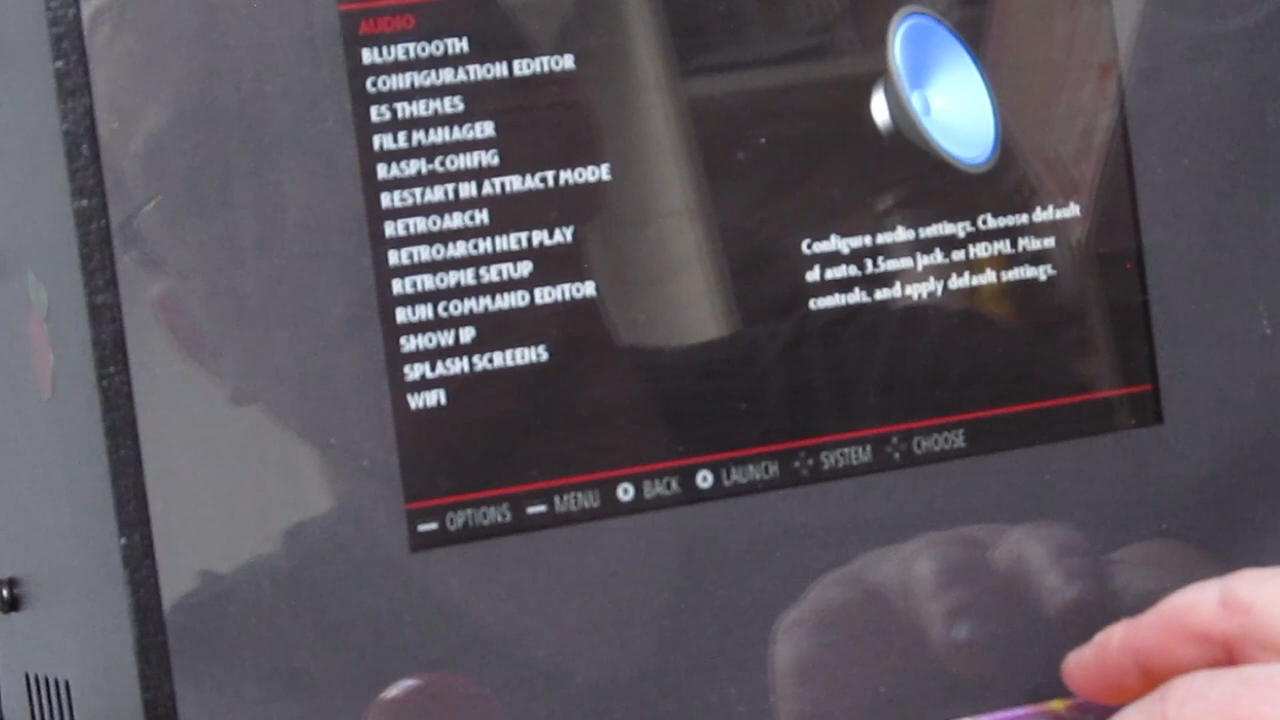 AUDIO
BLUETOOTH
CONFIGURATION EDITOR
ES THEMES
FILE MANAGER
RASPI-CONFIG
RESTART IN ATTRACT MODE
RETROARCH
RETROARCH NET PLAY
RETROPIE SETUP
RUN COMMAND EDITOR
SHOW IP
SPLASH SCREENS
WIFI
Configure audio settings. Choose default
of auto, 3.5mm jack, or HDMI. Mixer
controls, and apply default settings.
OPTIONS MENU BACK LAUNCH SYSTEM CHOOSE